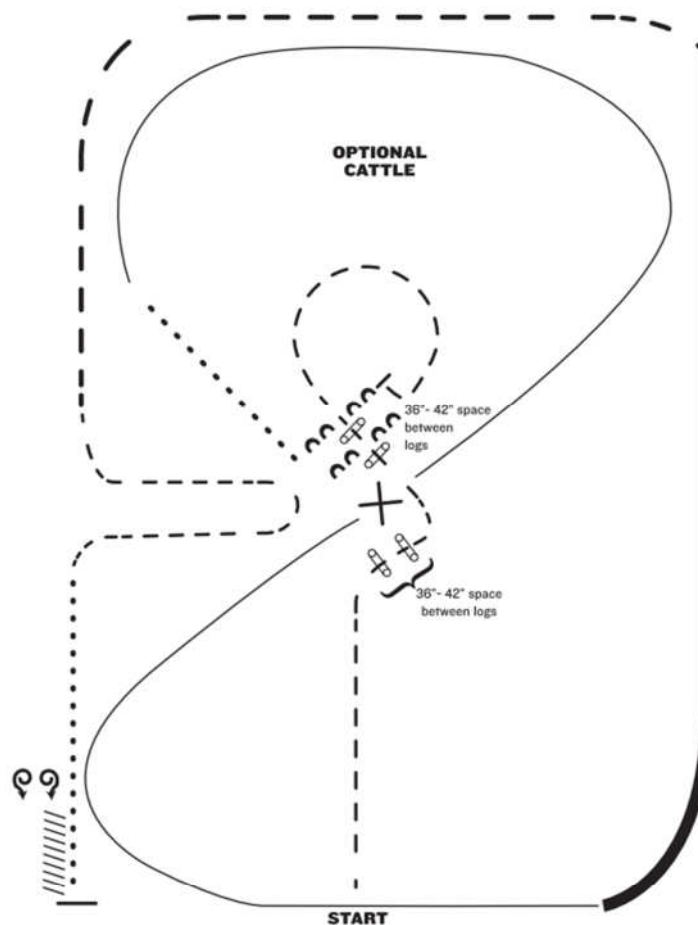 OPTIONAL
CATTLE
36"- 42" space
between
logs
36"- 42" space
between logs
START